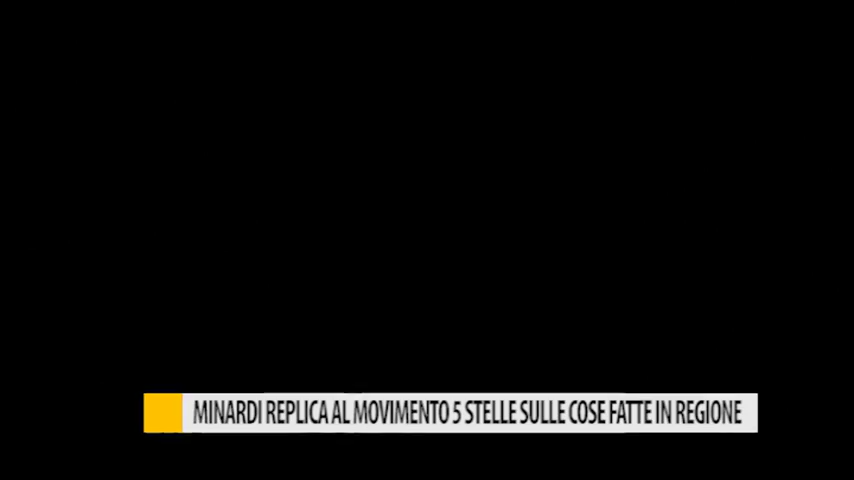 MINARDI REPLICA AL MOVIMENTO 5 STELLE SULLE COSE FATTE IN REGIONE